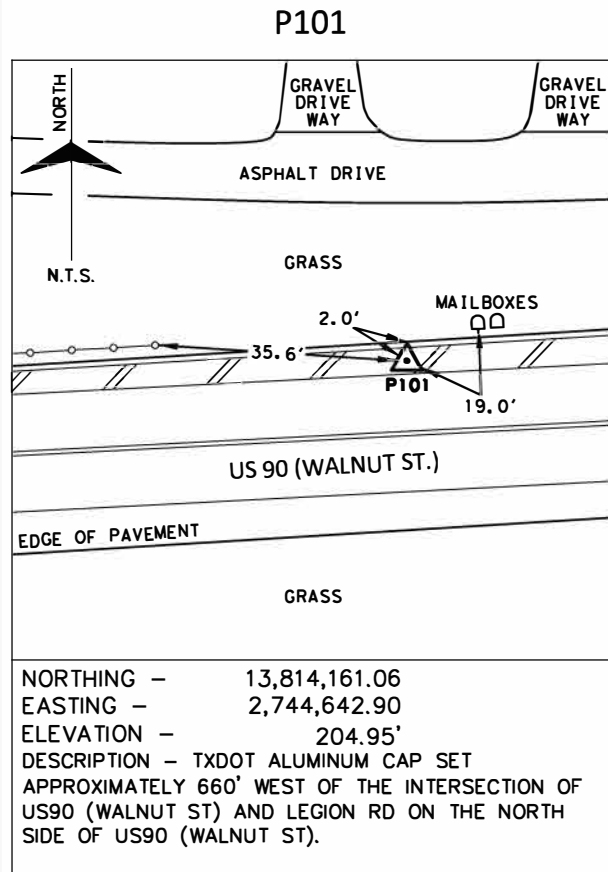 P101
NORTH
GRAVEL
DRIVE
WAY
GRAVEL
DRIVE
WAY
ASPHALT DRIVE
N.T.S.
GRASS
MAILBOXES
2.0'
35.6'
P101
19.0'
US 90 (WALNUT ST.)
EDGE OF PAVEMENT
GRASS
NORTHING – 13,814,161.06
EASTING – 2,744,642.90
ELEVATION – 204.95'
DESCRIPTION – TXDOT ALUMINUM CAP SET
APPROXIMATELY 660' WEST OF THE INTERSECTION OF
US90 (WALNUT ST) AND LEGION RD ON THE NORTH
SIDE OF US90 (WALNUT ST).